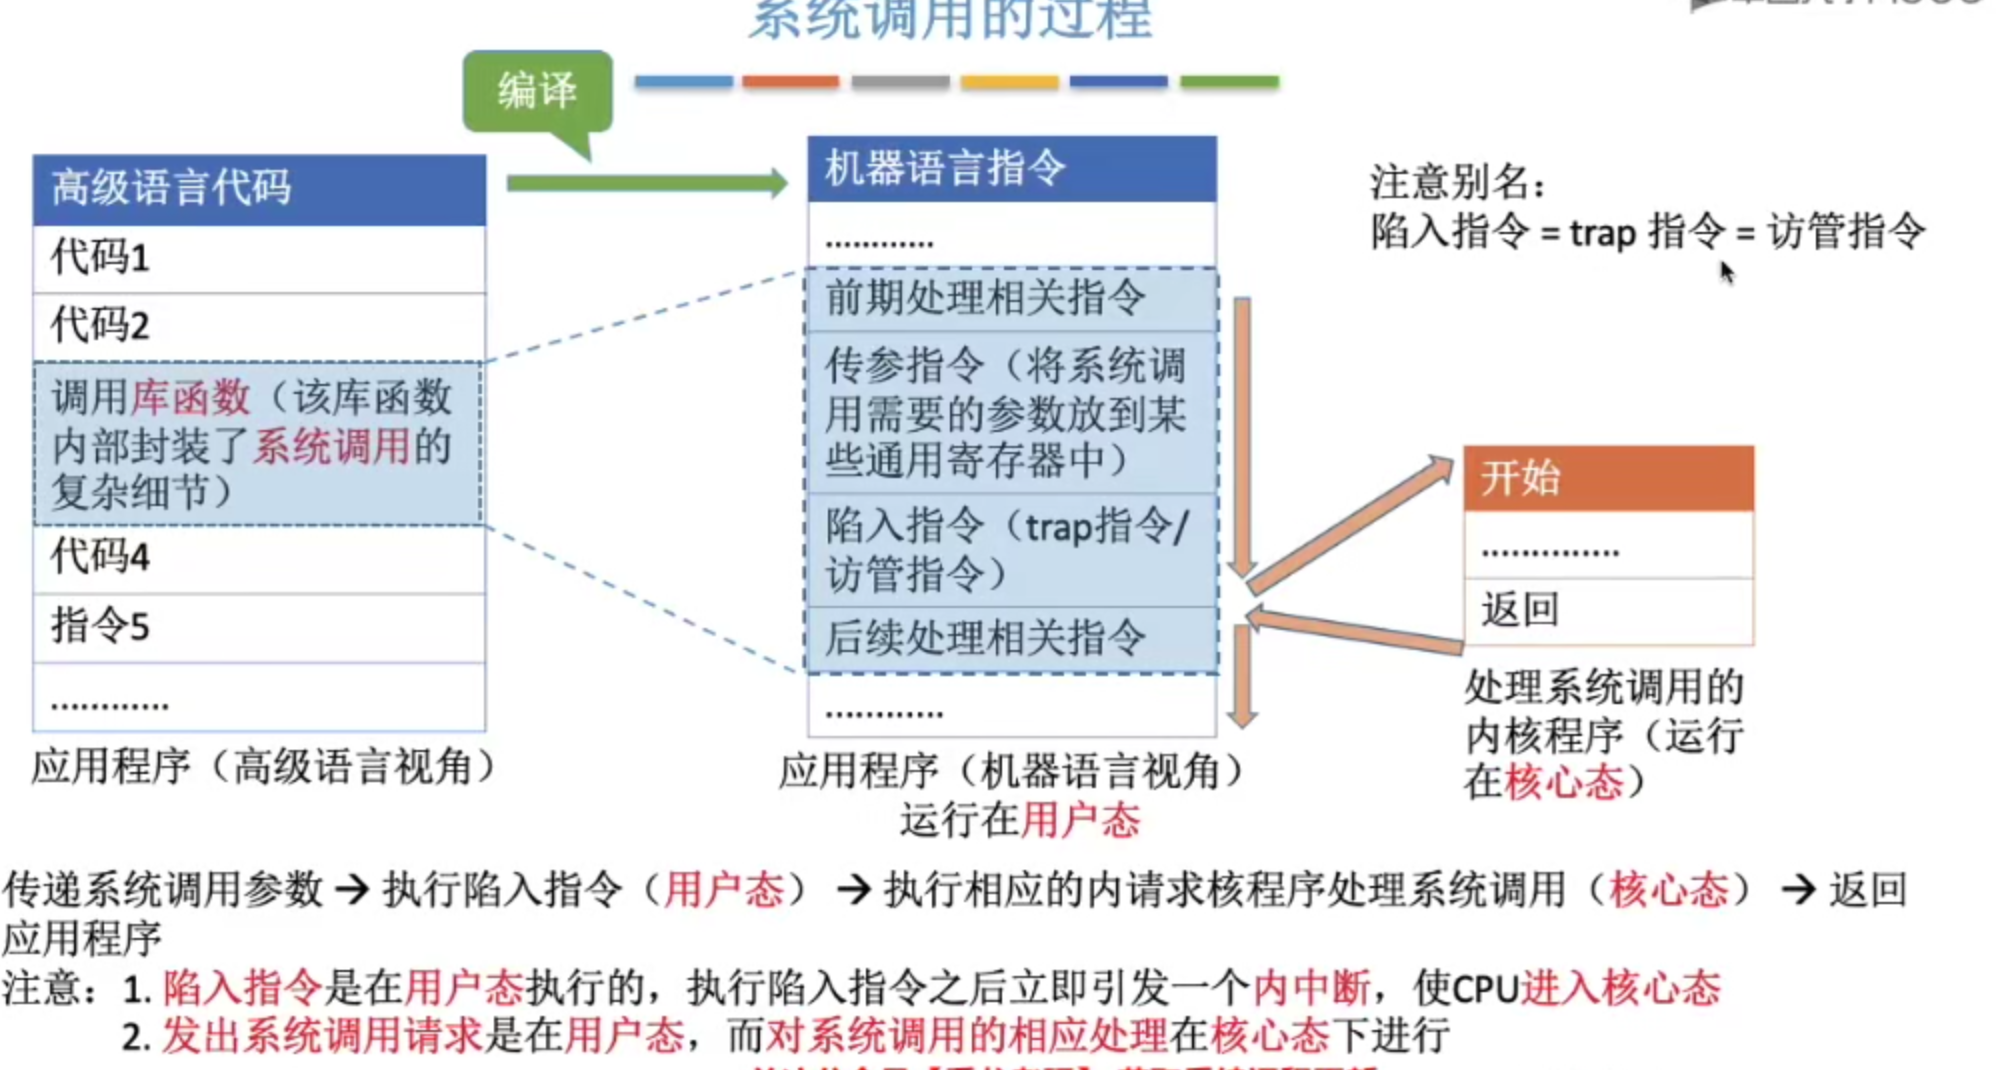 系统调用的过程
编译
高级语言代码
代码1
代码2
调用库函数（该库函数
内部封装了系统调用的
复杂细节）
代码4
指令5
............
应用程序（高级语言视角）
机器语言指令
............
前期处理相关指令
传参指令（将系统调
用需要的参数放到某
些通用寄存器中）
陷入指令（trap指令/
访管指令）
后续处理相关指令
............
应用程序（机器语言视角）
运行在用户态
注意别名：
陷入指令 = trap 指令 = 访管指令
开始
..............
返回
处理系统调用的
内核程序（运行
在核心态）
传递系统调用参数 → 执行陷入指令（用户态） → 执行相应的内请求核程序处理系统调用（核心态） → 返回
应用程序
注意：1. 陷入指令是在用户态执行的，执行陷入指令之后立即引发一个内中断，使CPU进入核心态
2. 发出系统调用请求是在用户态，而对系统调用的相应处理在核心态下进行